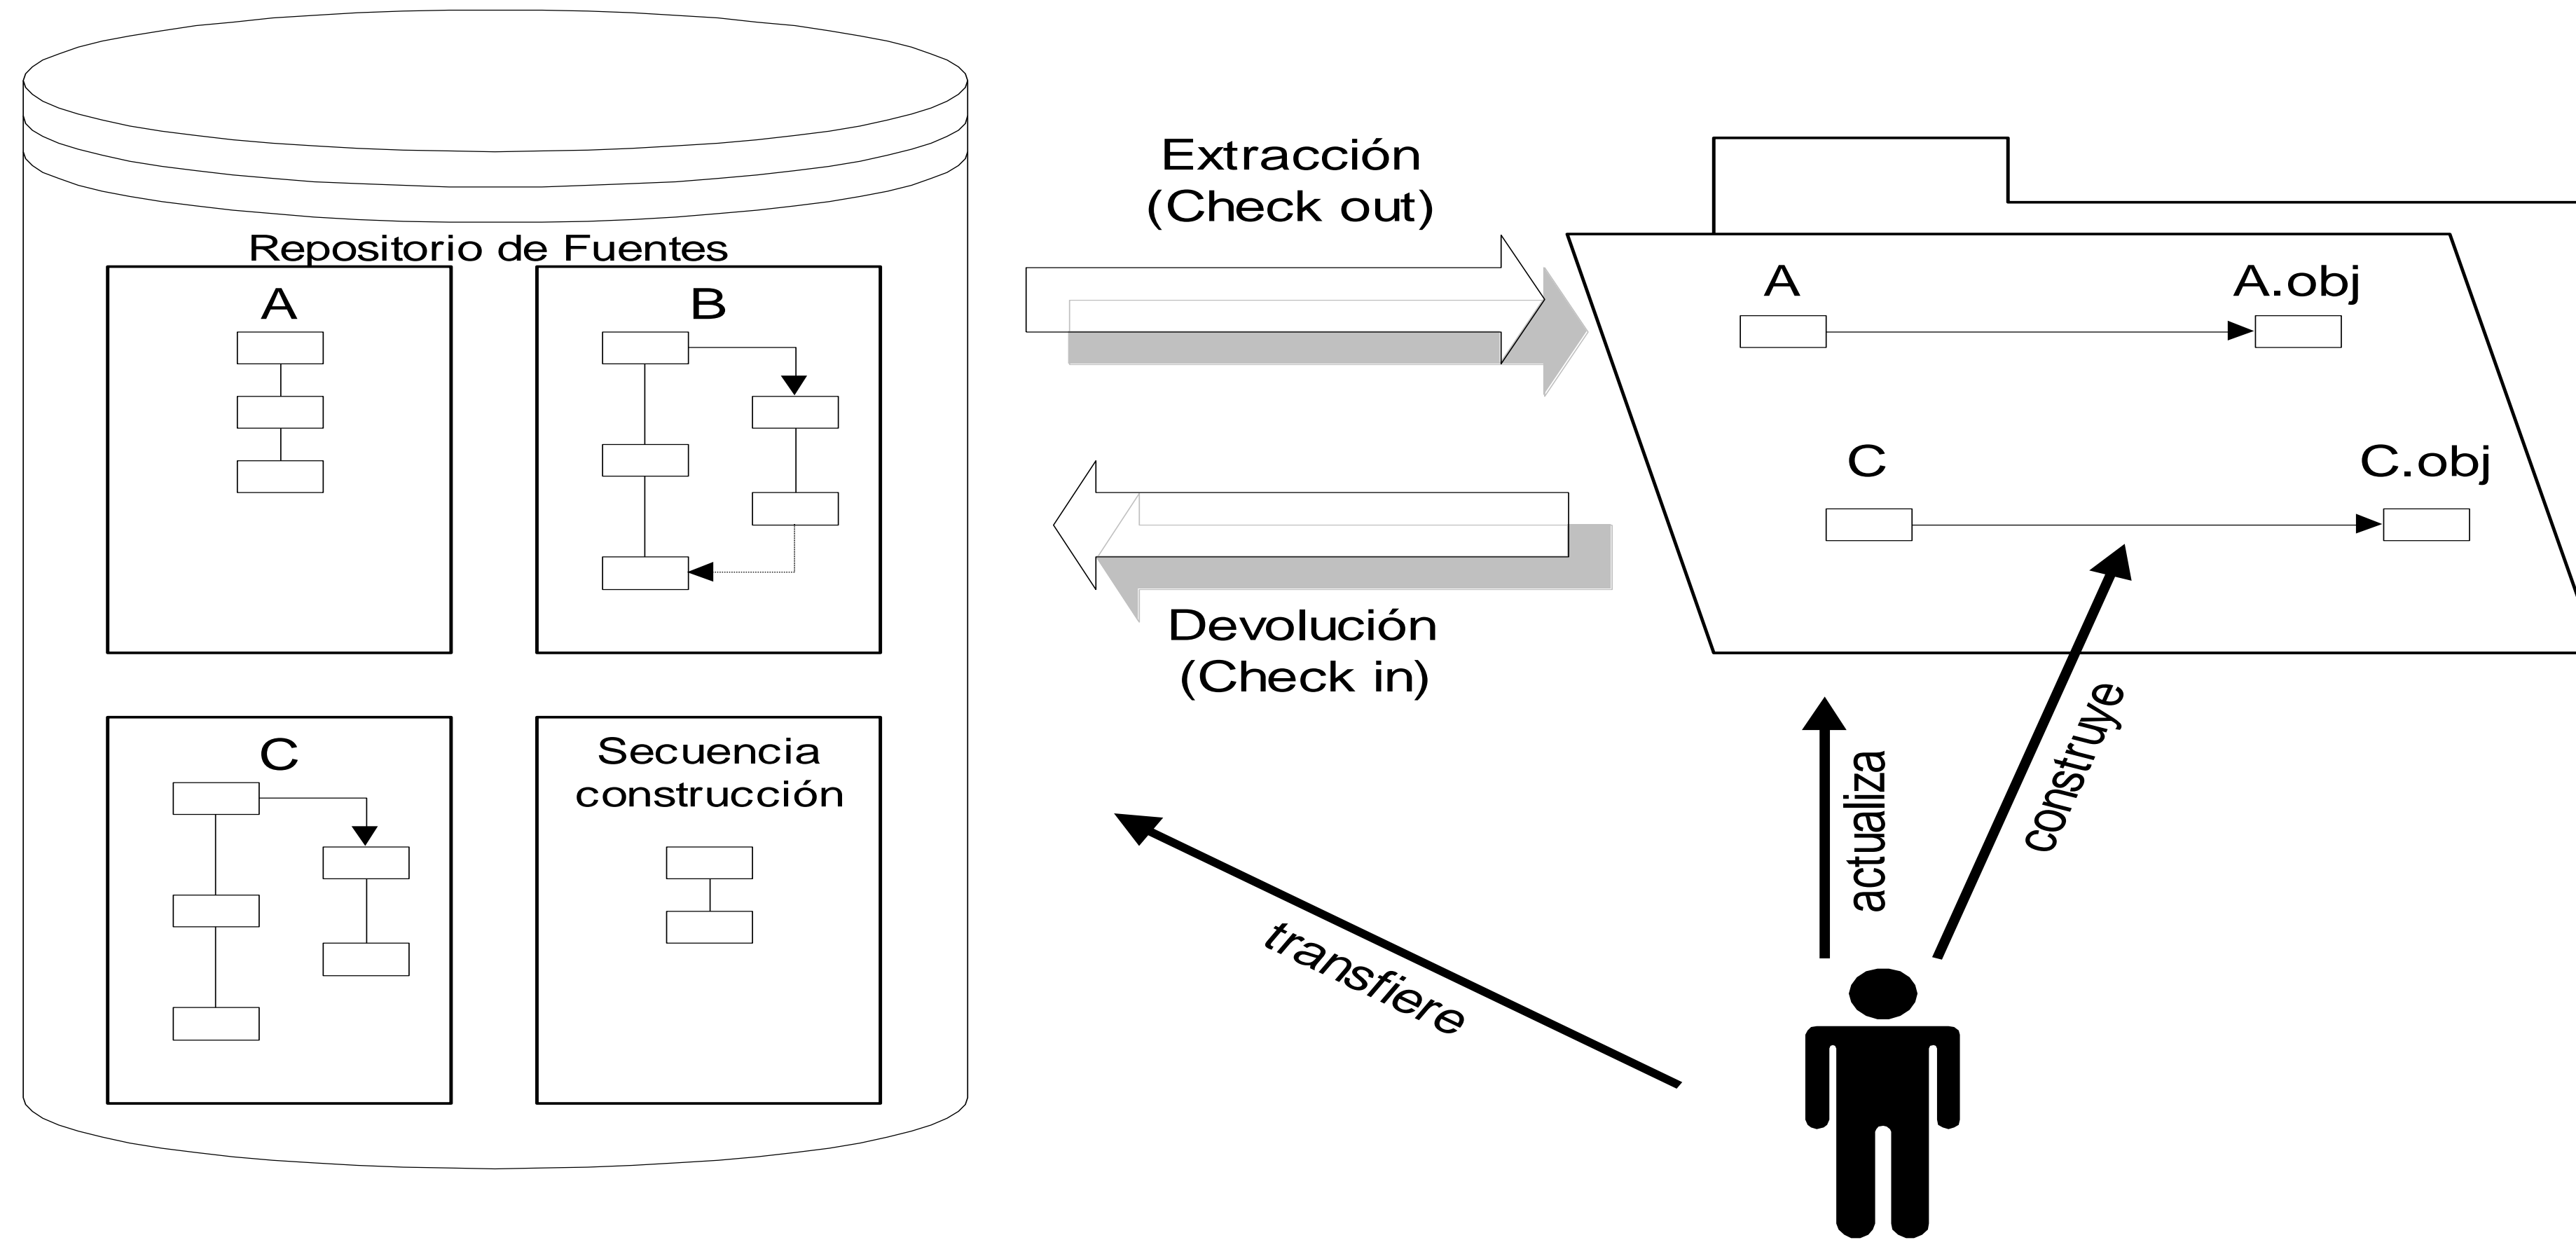 Repositorio de Fuentes
A
B
C
Secuencia
construcción
Extracción
(Check out)
Devolución
(Check in)
A
A.obj
C
C.obj
transfiere
actualiza
construye